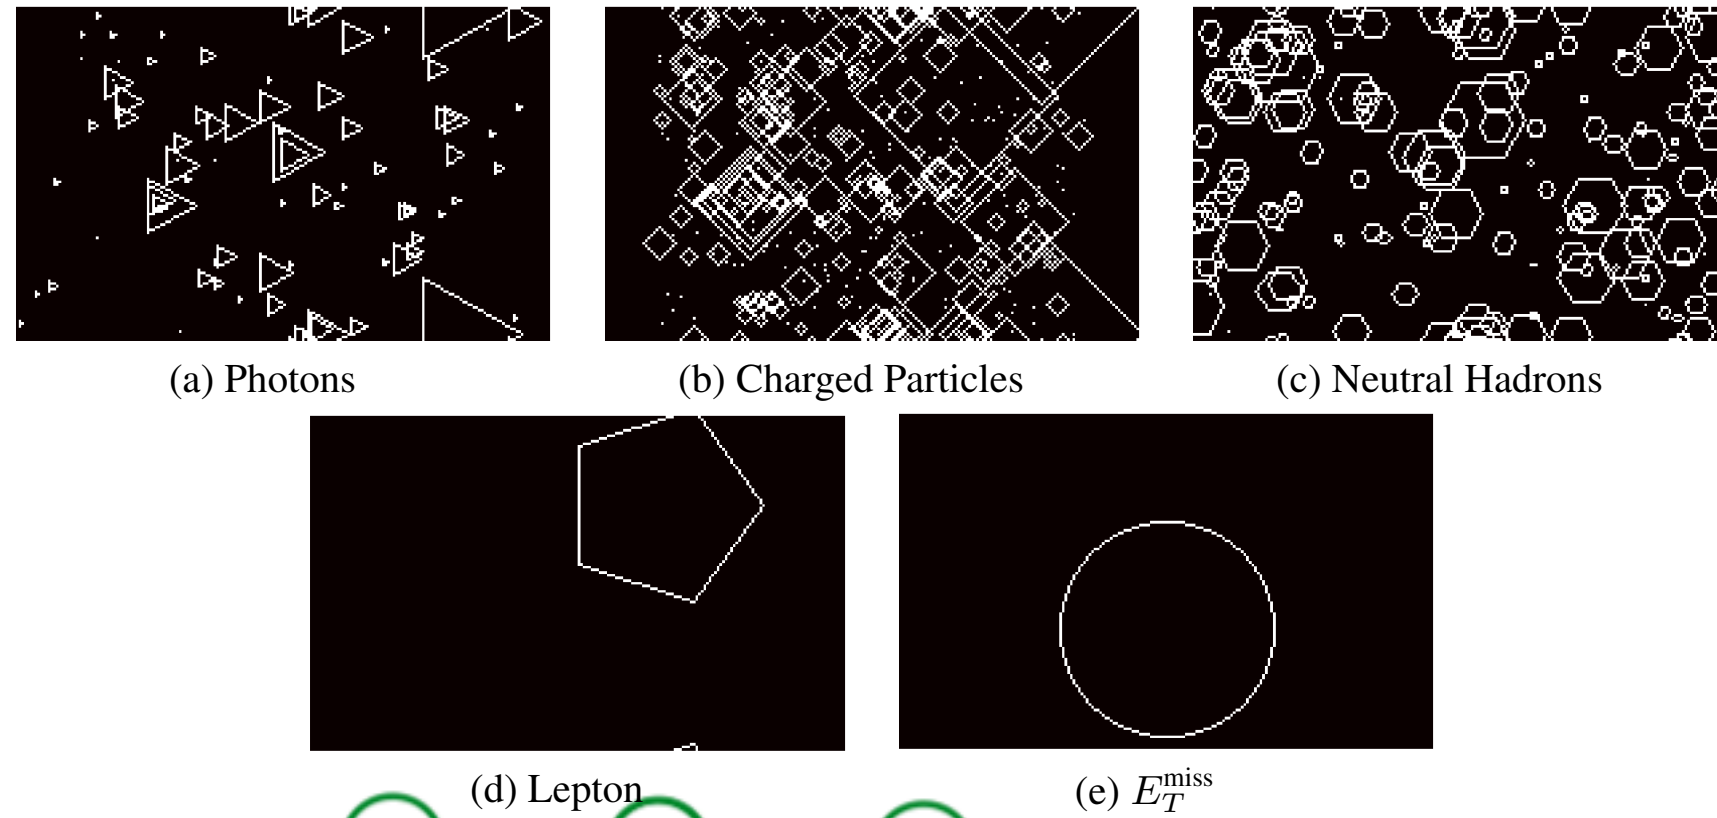 (a) Photons
(b) Charged Particles
(c) Neutral Hadrons
(d) Lepton
(e) $E_T^{\text{miss}}$